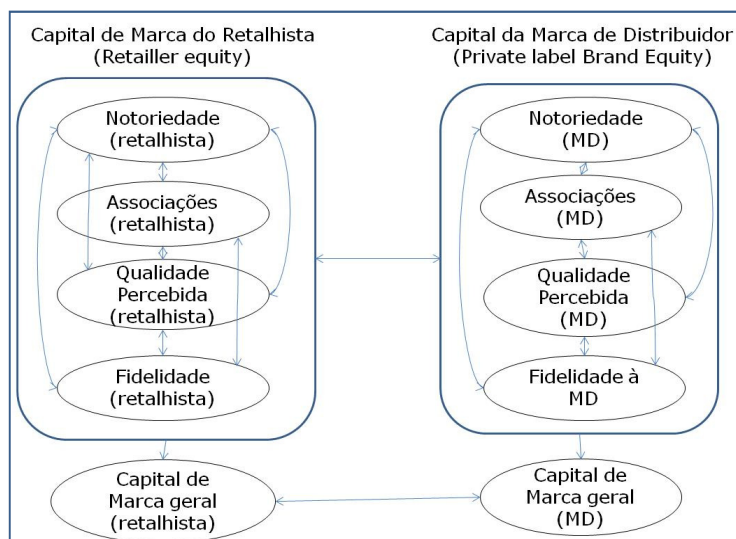 Capital de Marca do Retalhista
(Retailler equity)
Notoriedade
(retalhista)
Associações
(retalhista)
Qualidade
Percebida
(retalhista)
Fidelidade
(retalhista)
Capital de
Marca geral
(retalhista)
Capital da Marca de Distribuidor
(Private label Brand Equity)
Notoriedade
(MD)
Associações
(MD)
Qualidade
Percebida
(MD)
Fidelidade à
MD
Capital de
Marca geral
(MD)